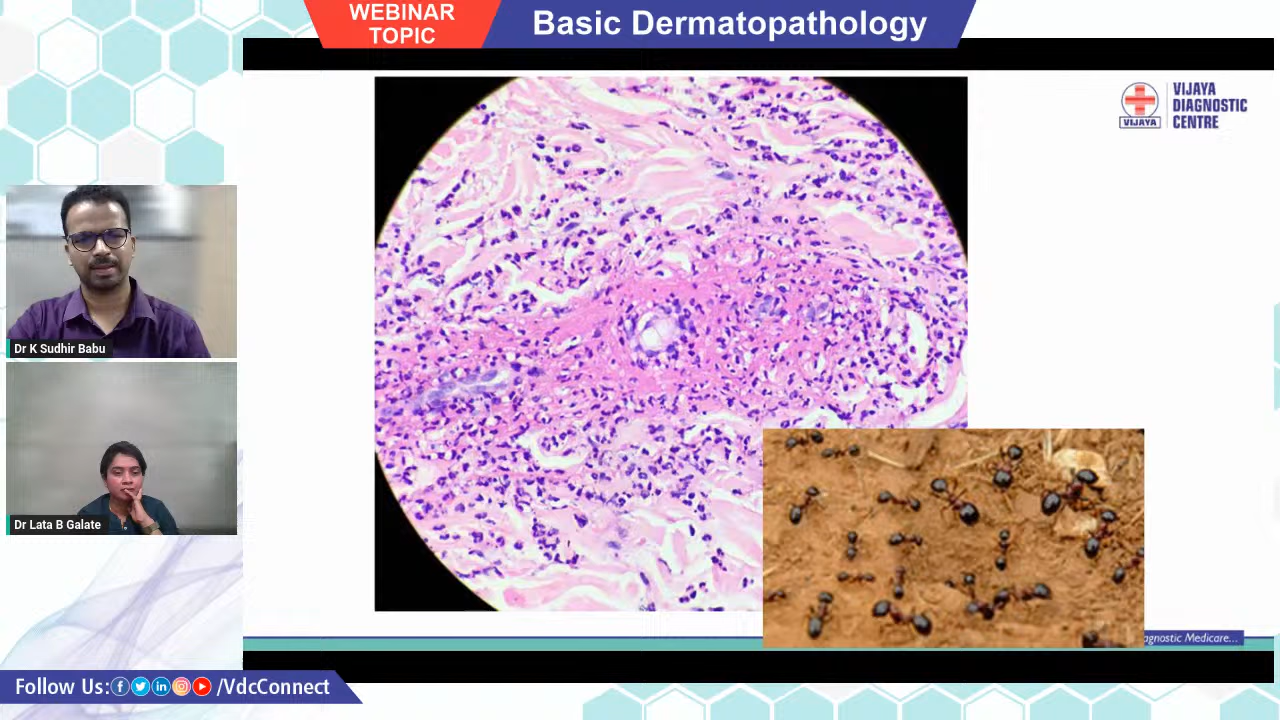 WEBINAR
TOPIC
Basic Dermatopathology
VIJAYA
VIJAYA
DIAGNOSTIC
CENTRE
Dr K Sudhir Babu
Dr Lata B Galate
agnostic Medicare...
Follow Us: /VdcConnect